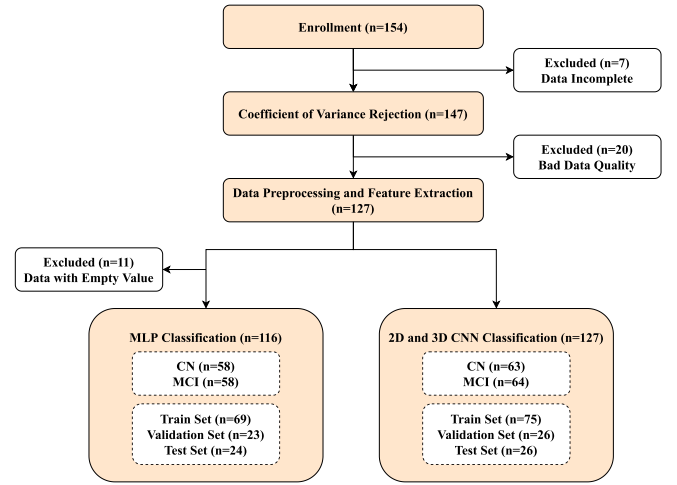 Enrollment (n=154)
Excluded (n=7)
Data Incomplete
Coefficient of Variance Rejection (n=147)
Excluded (n=20)
Bad Data Quality
Data Preprocessing and Feature Extraction
(n=127)
Excluded (n=11)
Data with Empty Value
MLP Classification (n=116)
CN (n=58)
MCI (n=58)
Train Set (n=69)
Validation Set (n=23)
Test Set (n=24)
2D and 3D CNN Classification (n=127)
CN (n=63)
MCI (n=64)
Train Set (n=75)
Validation Set (n=26)
Test Set (n=26)